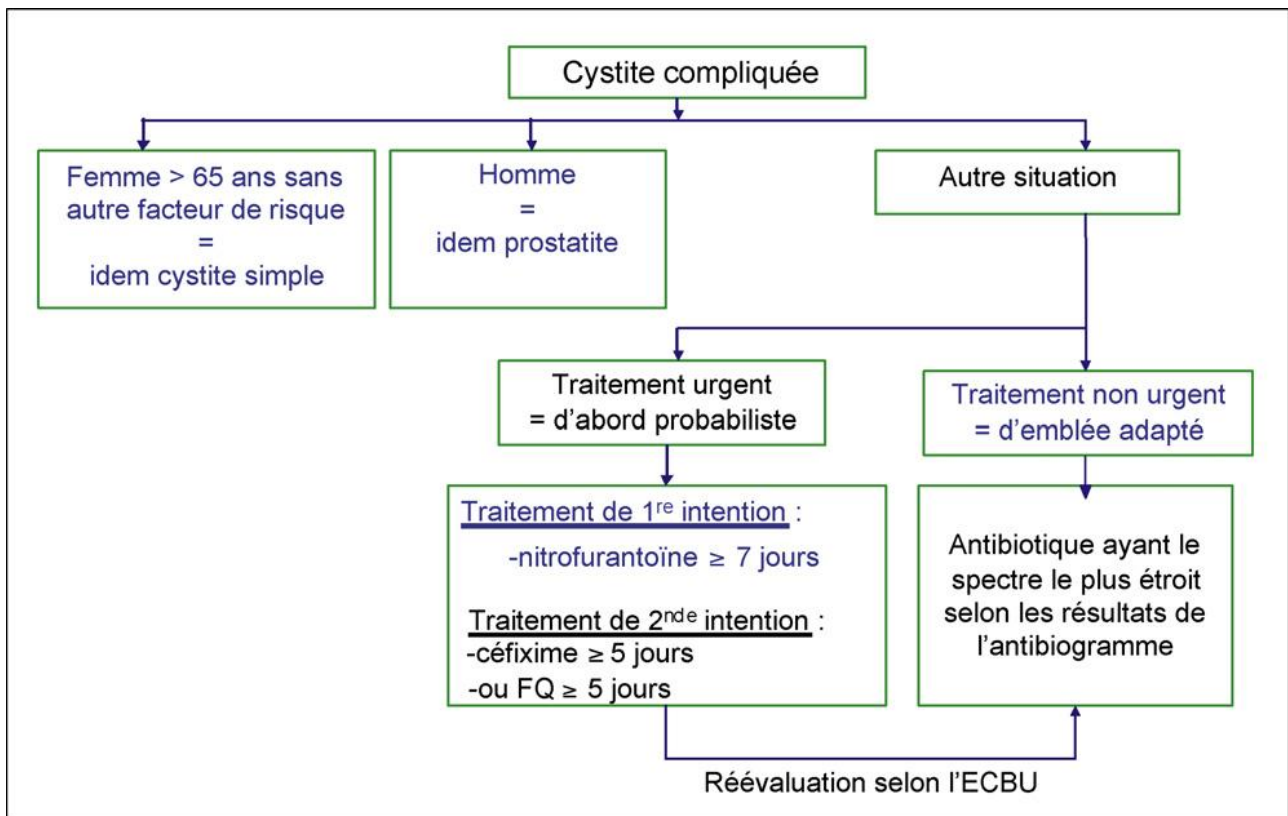 Cystite compliquée
Femme > 65 ans sans
autre facteur de risque
=
idem cystite simple
Homme
=
idem prostatite
Autre situation
Traitement urgent
= d’abord probabiliste
Traitement non urgent
= d’emblée adapté
Traitement de 1re intention :
-nitrofurantoïne ≥ 7 jours
Traitement de 2nde intention :
-céfixime ≥ 5 jours
-ou FQ ≥ 5 jours
Antibiotique ayant le
spectre le plus étroit
selon les résultats de
l’antibiogramme
Réévaluation selon l’ECBU